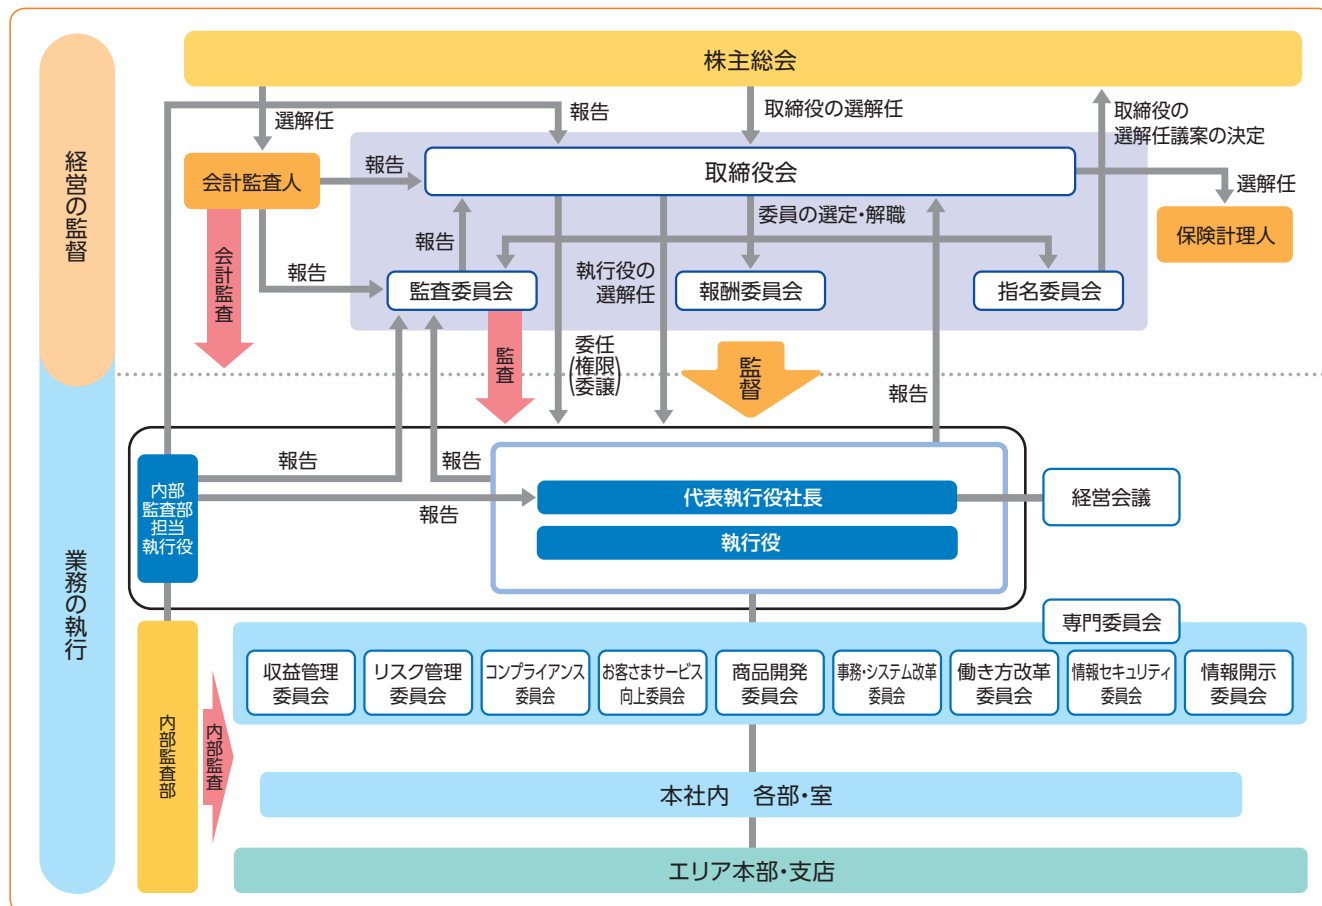 株主総会
経営の監督
選解任
報告
取締役の選解任
取締役の
選解任議案の決定
会計監査人
報告
取締役会
選解任
保険計理人
会計監査
報告
報告
委員の選定・解職
執行役の
選解任
監査委員会
報酬委員会
指名委員会
監査
委任
(権限
委譲)
監督
報告
業務の執行
内部
監査部
担当
執行役
報告
報告
報告
代表執行役社長
執行役
経営会議
専門委員会
収益管理
委員会
リスク管理
委員会
コンプライアンス
委員会
お客さまサービス
向上委員会
商品開発
委員会
事務・システム改革
委員会
働き方改革
委員会
情報セキュリティ
委員会
情報開示
委員会
内部監査部
内部監査
本社内　各部・室
エリア本部・支店